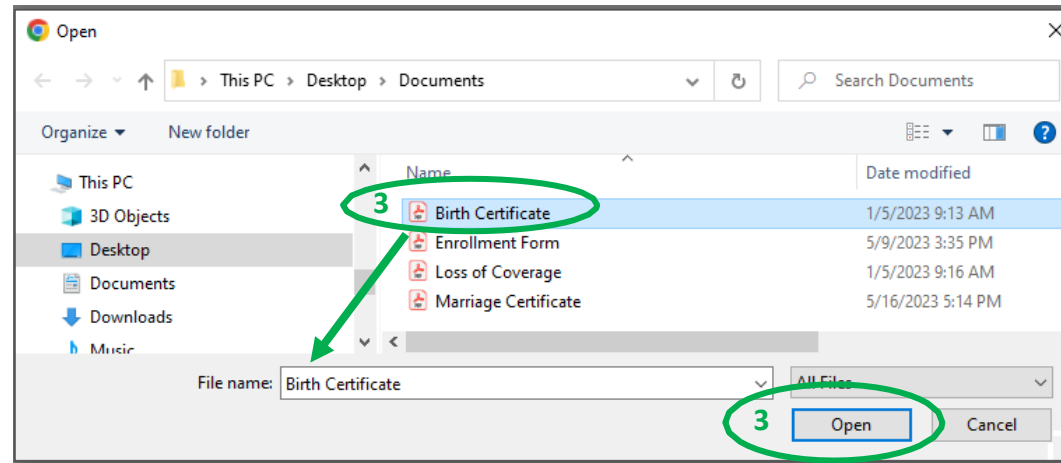 Open
This PC > Desktop > Documents
Search Documents
Organize New folder
Name Date modified
This PC
3D Objects
Desktop
Documents
Downloads
Music
3 Birth Certificate 1/5/2023 9:13 AM
Enrollment Form 5/9/2023 3:35 PM
Loss of Coverage 1/5/2023 9:16 AM
Marriage Certificate 5/16/2023 5:14 PM
File name: Birth Certificate All Files
3 Open Cancel